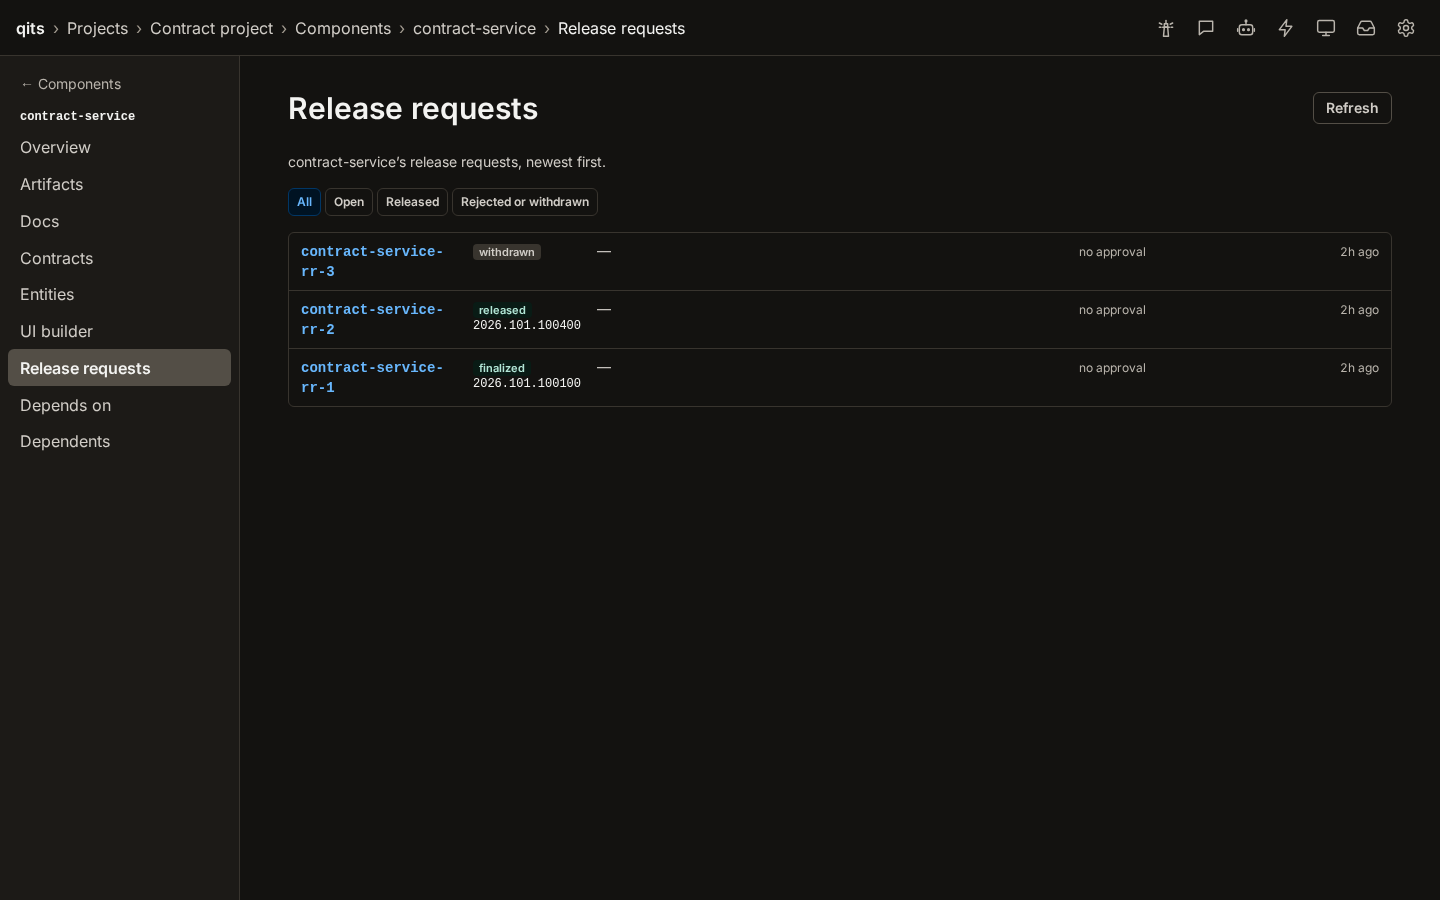 qits › Projects › Contract project › Components › contract-service › Release requests
← Components
contract-service
Overview
Artifacts
Docs
Contracts
Entities
UI builder
Release requests
Depends on
Dependents
Release requests
Refresh
contract-service’s release requests, newest first.
All Open Released Rejected or withdrawn
contract-service- withdrawn — no approval 2h ago
rr-3
contract-service- released — no approval 2h ago
rr-2 2026.101.100400
contract-service- finalized — no approval 2h ago
rr-1 2026.101.100100